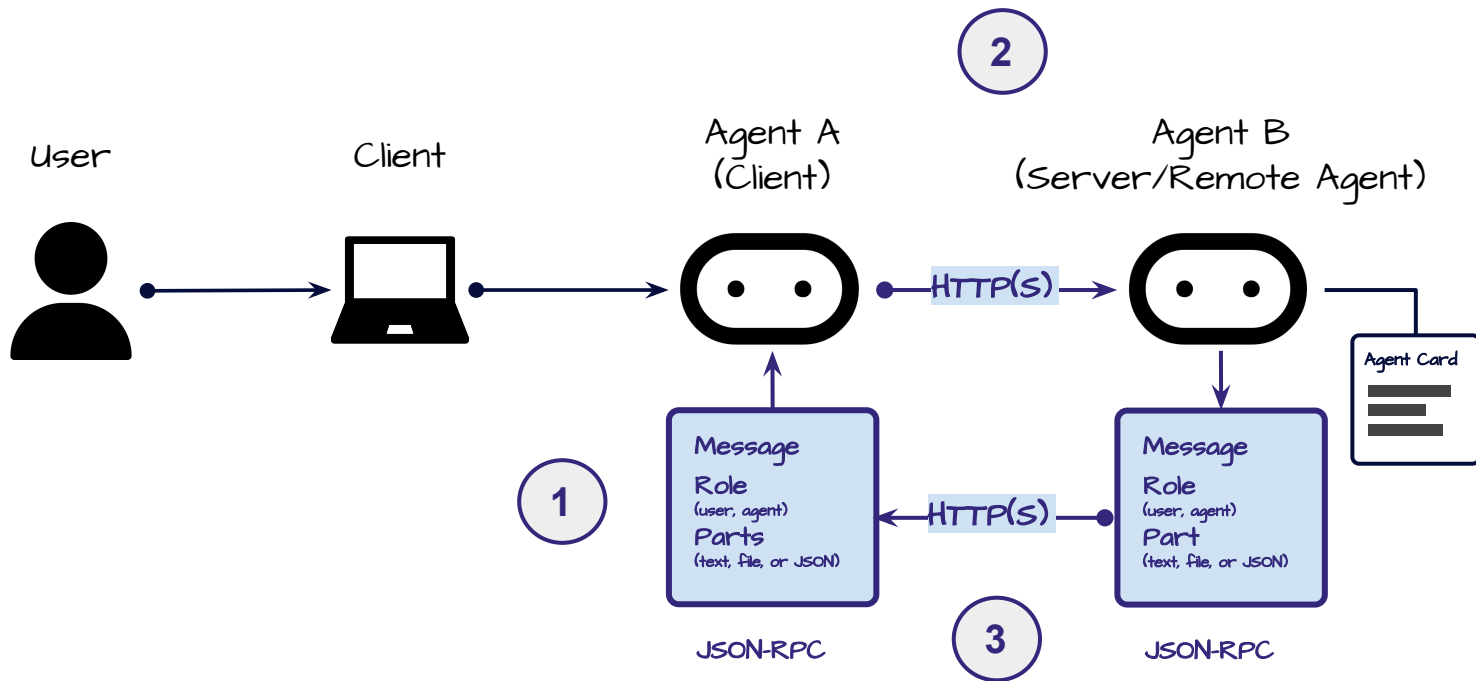 2
User
Client
Agent A
(Client)
Agent B
(Server/Remote Agent)
HTTP(S)
Agent Card
1
Message
Role
(user, agent)
Parts
(text, file, or JSON)
JSON-RPC
HTTP(S)
3
Message
Role
(user, agent)
Part
(text, file, or JSON)
JSON-RPC